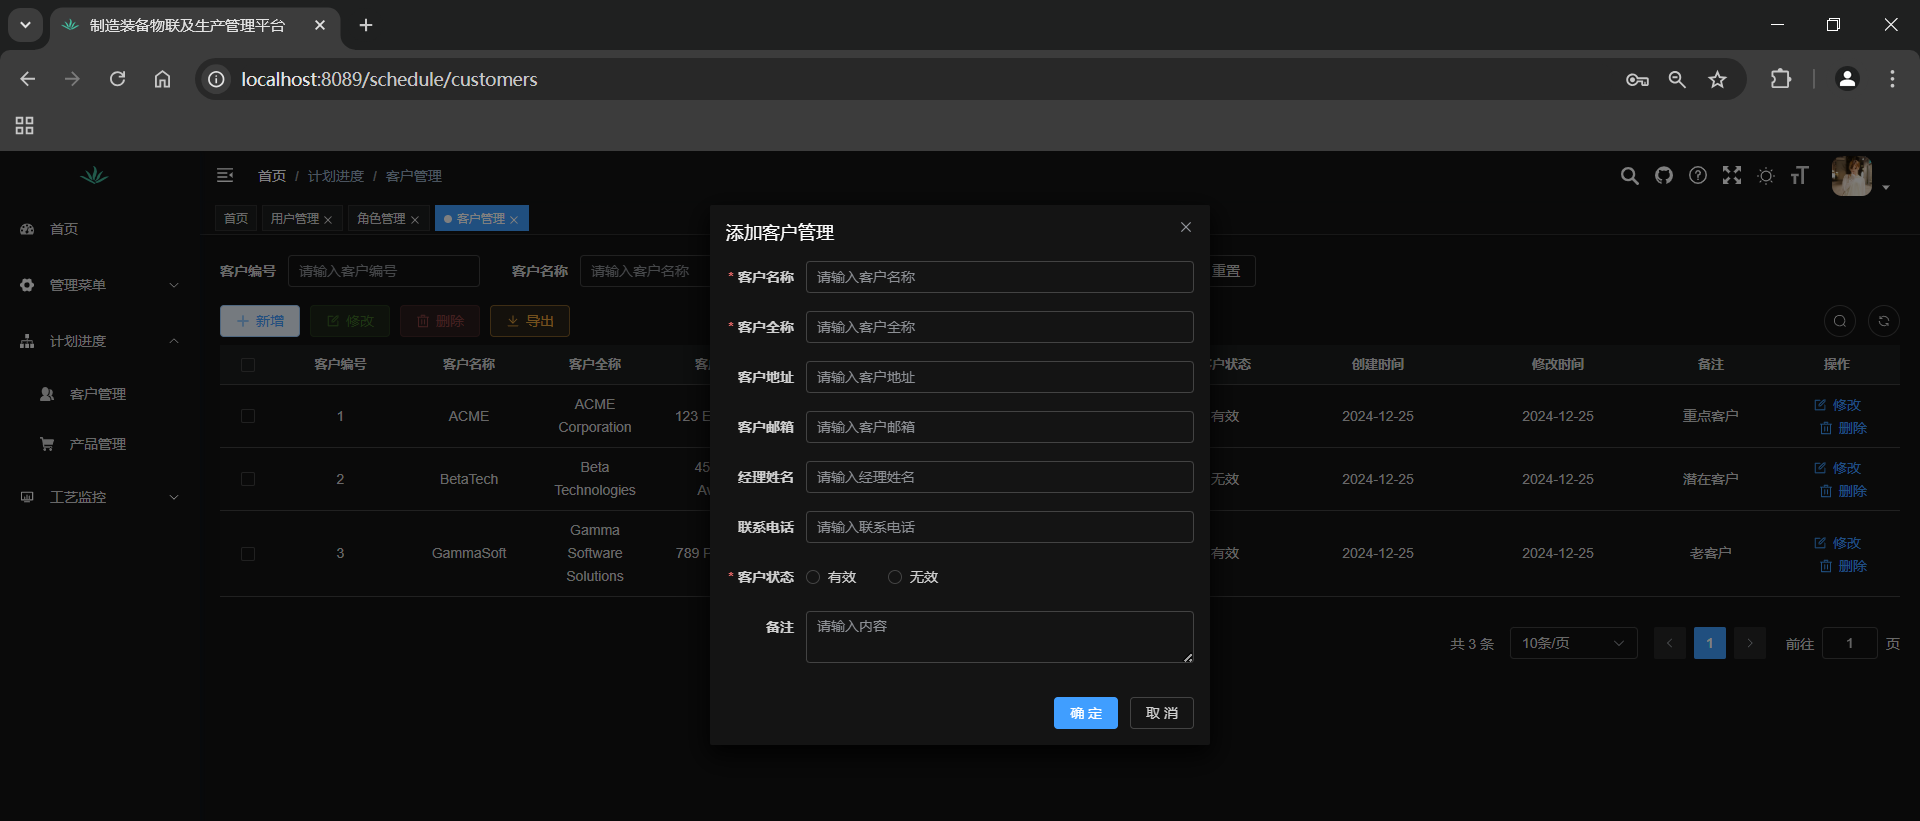 制造装备物联及生产管理平台
localhost:8089/schedule/customers
首页 / 计划进度 / 客户管理
首页
用户管理
角色管理
客户管理
首页
管理菜单
计划进度
客户管理
产品管理
工艺监控
客户编号 请输入客户编号
客户名称 请输入客户名称
重置
新增
修改
删除
导出
客户编号 客户名称 客户全称 客 户状态 创建时间 修改时间 备注 操作
1 ACME ACME Corporation 123 E 有效 2024-12-25 2024-12-25 重点客户 修改 删除
2 BetaTech Beta Technologies 45 Av 无效 2024-12-25 2024-12-25 潜在客户 修改 删除
3 GammaSoft Gamma Software Solutions 789 有效 2024-12-25 2024-12-25 老客户 修改 删除
共 3 条 10条/页 1 前往 1 页
添加客户管理
* 客户名称 请输入客户名称
* 客户全称 请输入客户全称
客户地址 请输入客户地址
客户邮箱 请输入客户邮箱
经理姓名 请输入经理姓名
联系电话 请输入联系电话
* 客户状态 有效 无效
备注 请输入内容
确 定
取 消